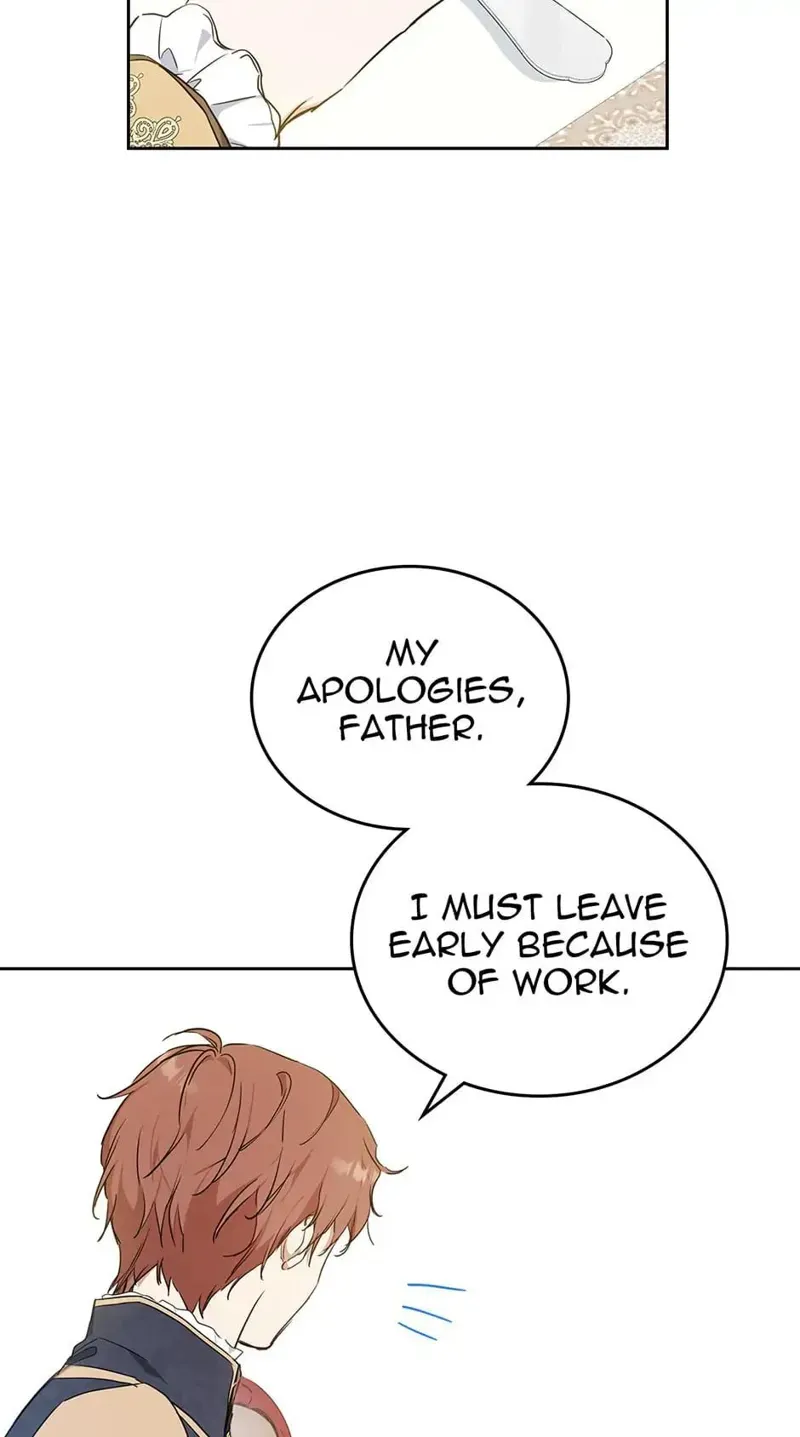 MY
APOLOGIES,
FATHER.
I MUST LEAVE
EARLY BECAUSE
OF WORK.